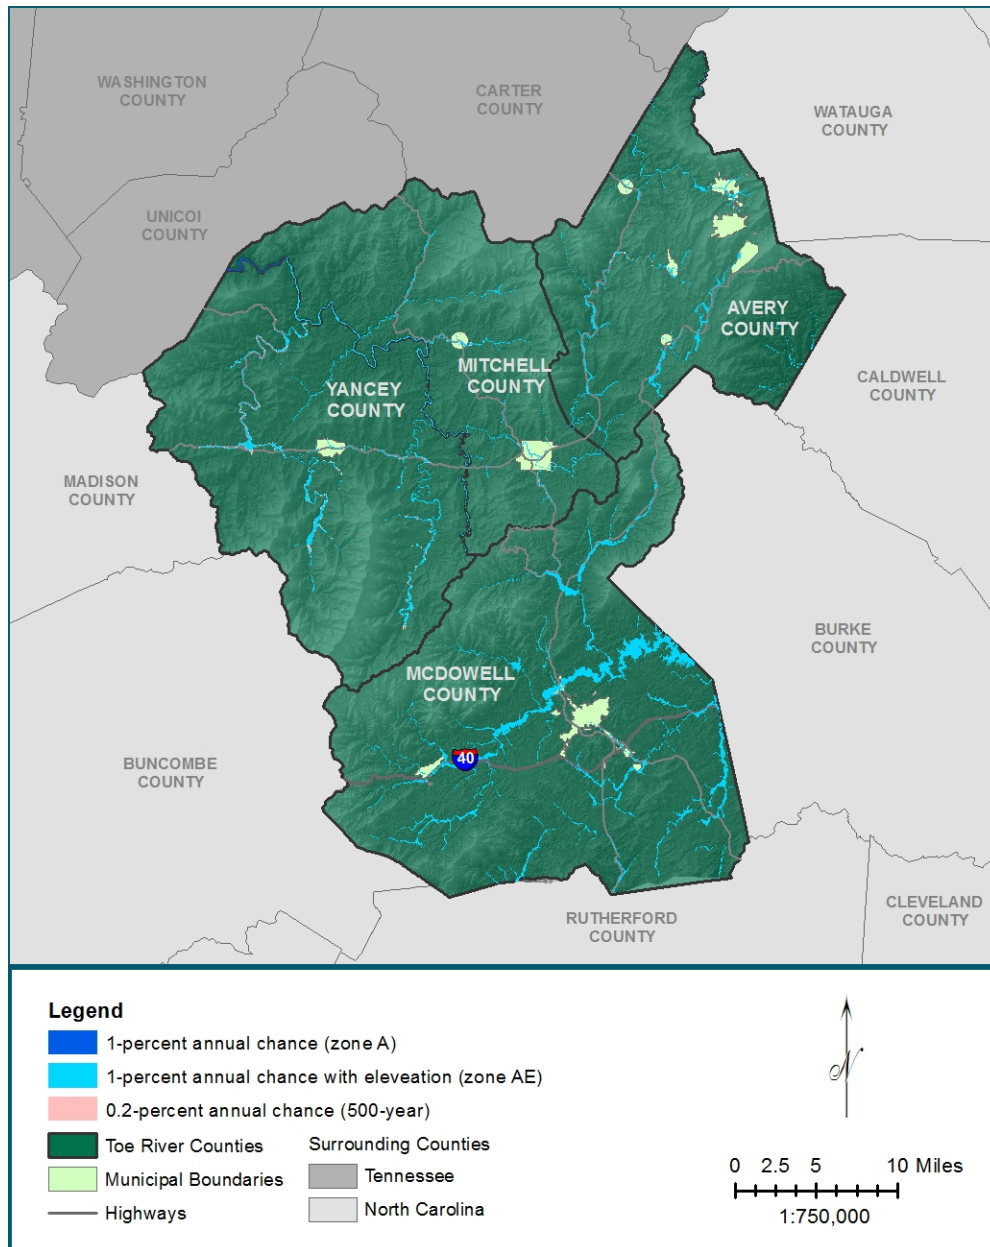 WASHINGTON
COUNTY
CARTER
COUNTY
WATAUGA
COUNTY
UNICOI
COUNTY
AVERY
COUNTY
MITCHELL
COUNTY
YANCEY
COUNTY
CALDWELL
COUNTY
MADISON
COUNTY
BURKE
COUNTY
MCDOWELL
COUNTY
BUNCOMBE
COUNTY
40
CLEVELAND
COUNTY
RUTHERFORD
COUNTY
Legend
1-percent annual chance (zone A)
1-percent annual chance with eleveation (zone AE)
0.2-percent annual chance (500-year)
Toe River Counties
Municipal Boundaries
Highways
Surrounding Counties
Tennessee
North Carolina
N
0 2.5 5 10 Miles
1:750,000